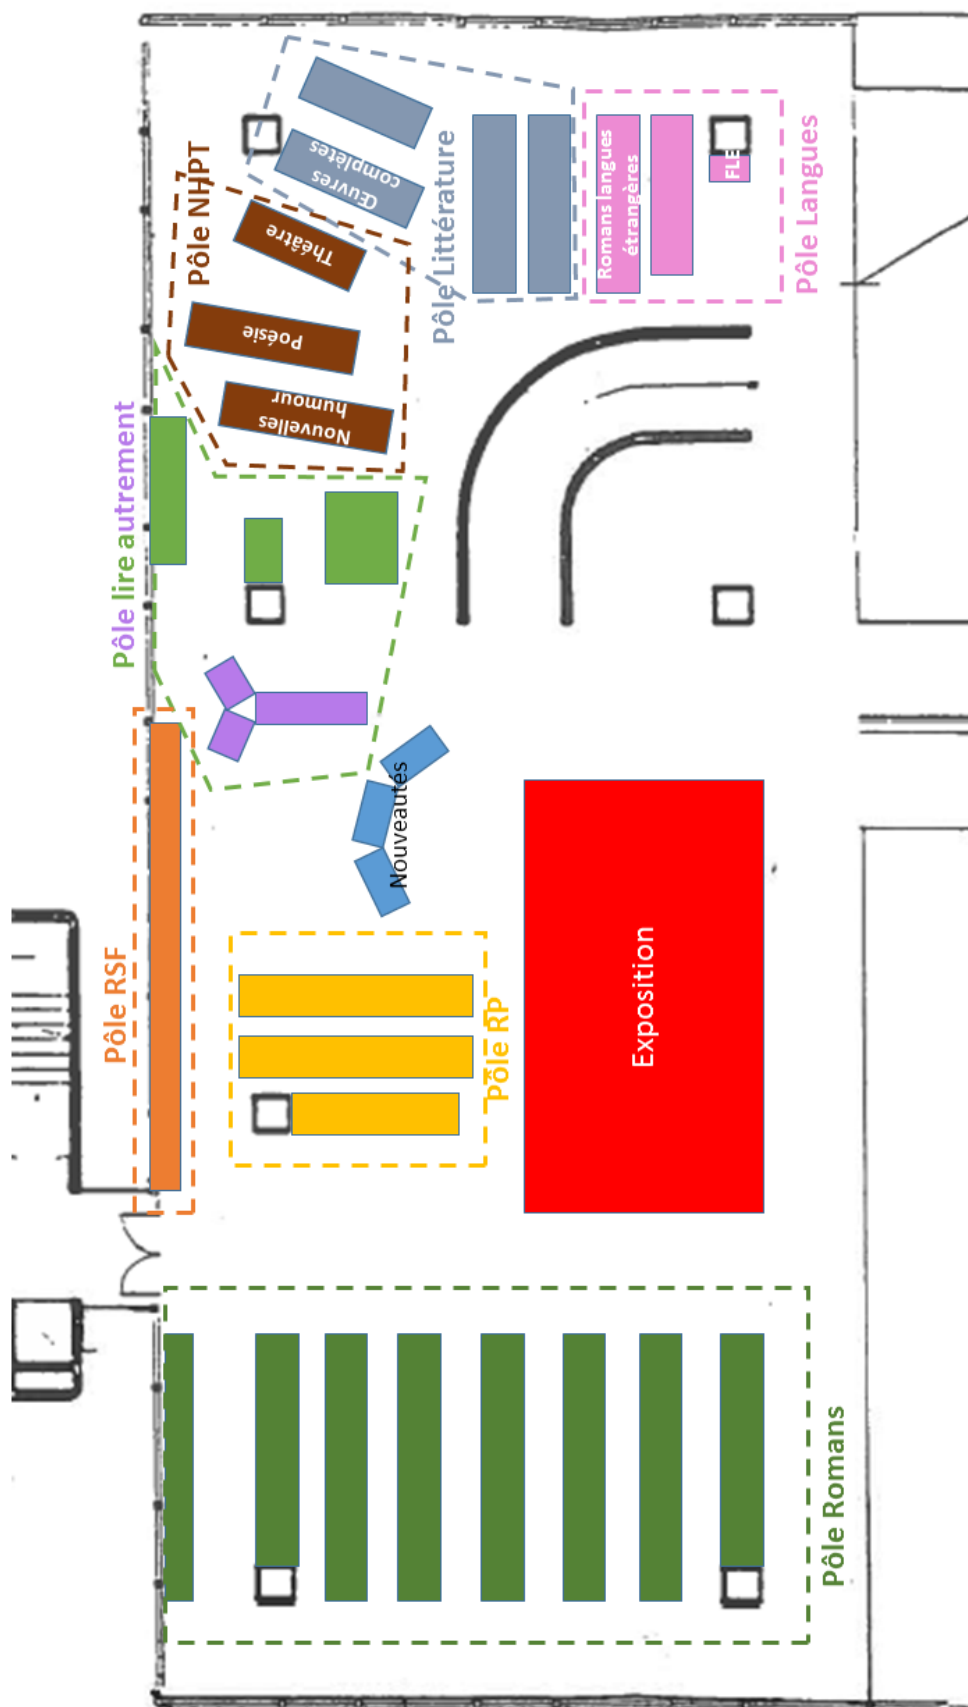 Pôle NHPT
Œuvres
complètes
Pôle Littérature
Romans langues
étrangères
FLE
Pôle Langues
Théâtre
Poésie
Nouvelles
humour
Pôle lire autrement
Nouveautés
Pôle RSF
Pôle RP
Exposition
Pôle Romans